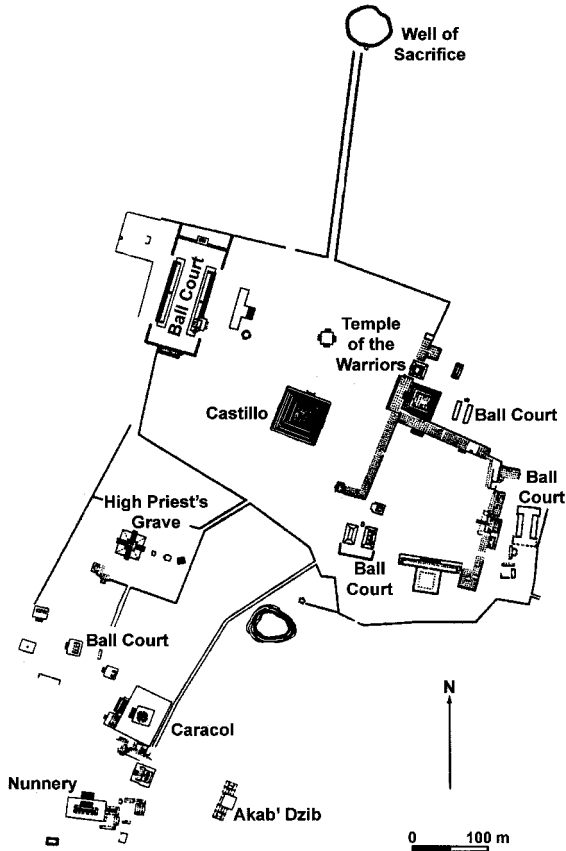 Well of
Sacrifice
Ball Court
Temple
of the
Warriors
Castillo
Ball Court
Ball
Court
High Priest's
Grave
Ball
Court
Ball Court
Caracol
N
Nunnery
Akab' Dzib
0 100 m